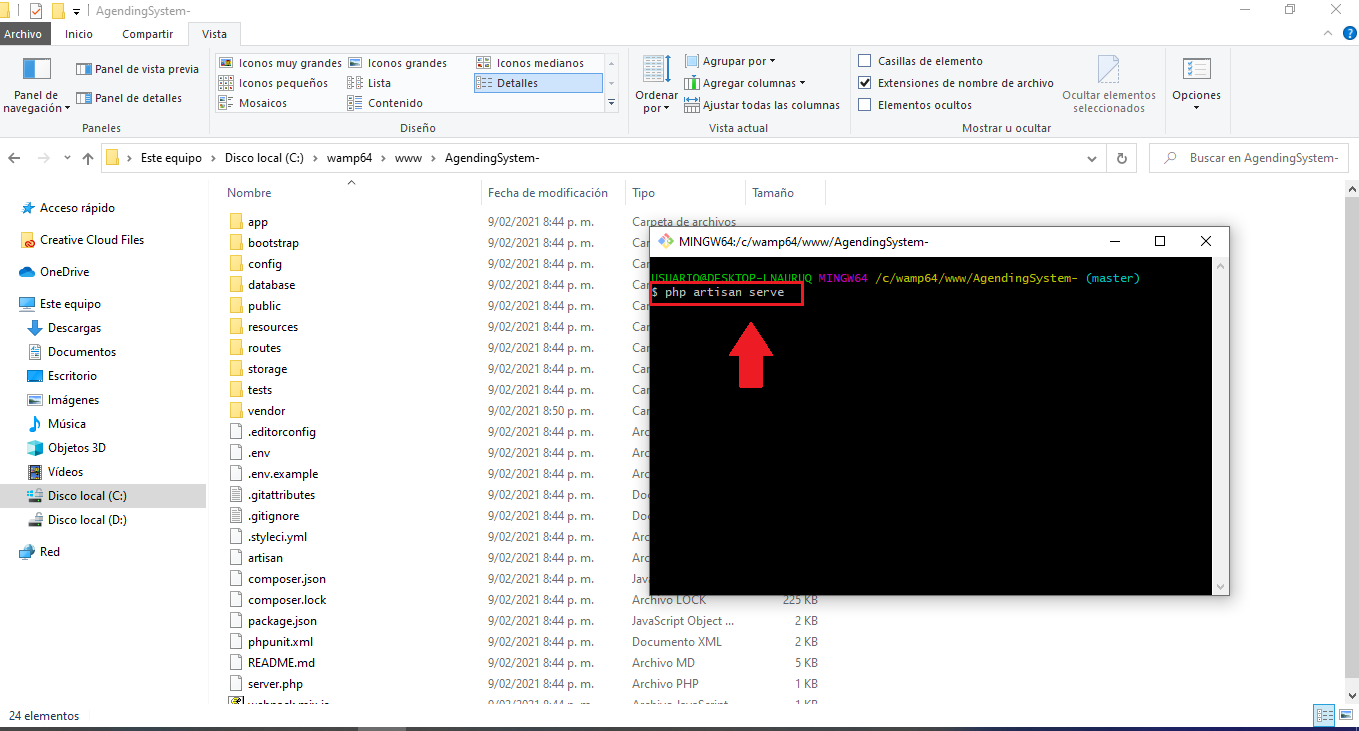 AgendingSystem-
Archivo Inicio Compartir Vista
Panel de navegación
Panel de vista previa
Panel de detalles
Paneles
Iconos muy grandes Iconos grandes Iconos medianos
Iconos pequeños Lista Detalles
Mosaicos Contenido
Diseño
Ordenar por
Agrupar por
Agregar columnas
Ajustar todas las columnas
Vista actual
Casillas de elemento
Extensiones de nombre de archivo
Elementos ocultos
Ocultar elementos seleccionados
Mostrar u ocultar
Opciones
Este equipo > Disco local (C:) > wamp64 > www > AgendingSystem-
Buscar en AgendingSystem-
Acceso rápido
Creative Cloud Files
OneDrive
Este equipo
Descargas
Documentos
Escritorio
Imágenes
Música
Objetos 3D
Vídeos
Disco local (C:)
Disco local (D:)
Red
Nombre Fecha de modificación Tipo Tamaño
app 9/02/2021 8:44 p. m. Carpeta de archivos
bootstrap 9/02/2021 8:44 p. m.
config 9/02/2021 8:44 p. m.
database 9/02/2021 8:44 p. m.
public 9/02/2021 8:44 p. m.
resources 9/02/2021 8:44 p. m.
routes 9/02/2021 8:44 p. m.
storage 9/02/2021 8:44 p. m.
tests 9/02/2021 8:44 p. m.
vendor 9/02/2021 8:50 p. m.
.editorconfig 9/02/2021 8:44 p. m.
.env 9/02/2021 8:44 p. m.
.env.example 9/02/2021 8:44 p. m.
.gitattributes 9/02/2021 8:44 p. m.
.gitignore 9/02/2021 8:44 p. m.
.styleci.yml 9/02/2021 8:44 p. m.
artisan 9/02/2021 8:44 p. m.
composer.json 9/02/2021 8:44 p. m.
composer.lock 9/02/2021 8:44 p. m. Archivo LOCK 225 KB
package.json 9/02/2021 8:44 p. m. JavaScript Object ... 2 KB
phpunit.xml 9/02/2021 8:44 p. m. Documento XML 2 KB
README.md 9/02/2021 8:44 p. m. Archivo MD 5 KB
server.php 9/02/2021 8:44 p. m. Archivo PHP 1 KB
MINGW64:/c/wamp64/www/AgendingSystem-
USUARIO@DESKTOP-LNAURUQ MINGW64 /c/wamp64/www/AgendingSystem- (master)
$ php artisan serve
24 elementos